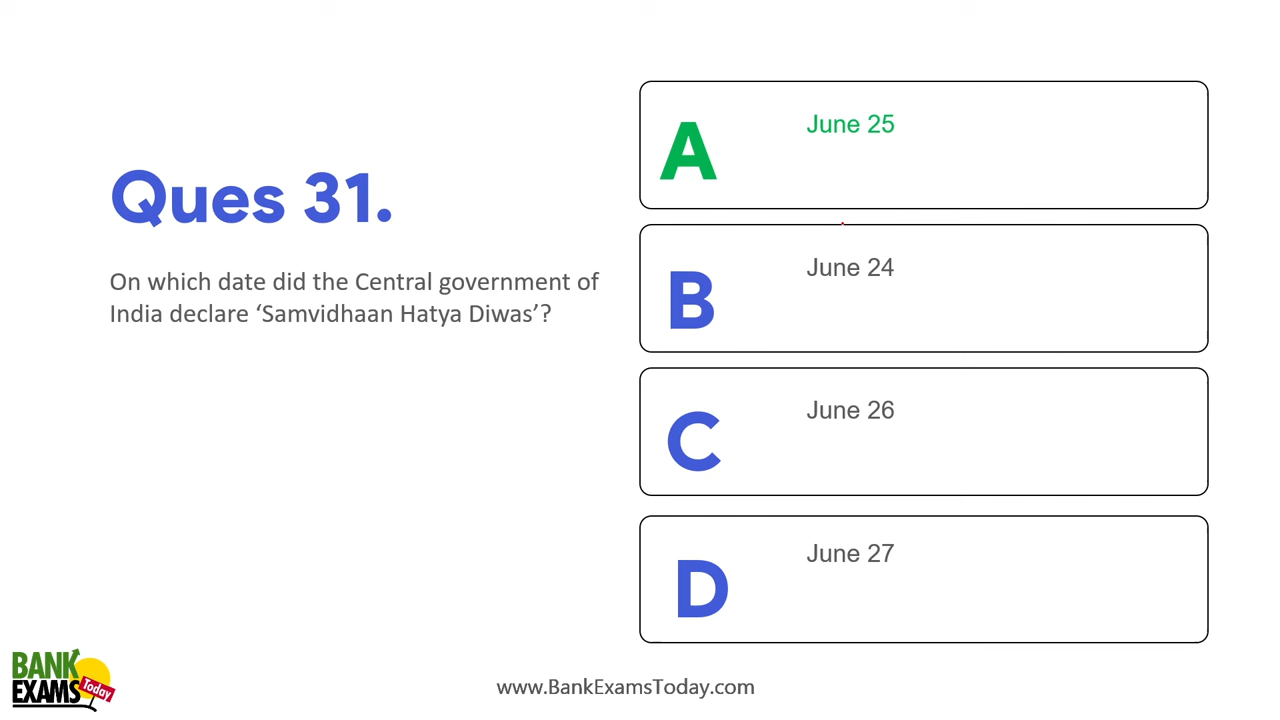 Ques 31.
On which date did the Central government of
India declare ‘Samvidhaan Hatya Diwas’?
A
June 25
B
June 24
C
June 26
D
June 27
BANK
EXAMS
Today
www.BankExamsToday.com